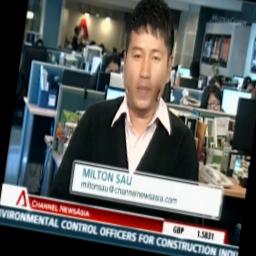 MILTON SAU
miltonsau@channelnewsasia.com
CHANNEL NEWSASIA
GBP 1.5831
VIRONMENTAL CONTROL OFFICERS FOR CONSTRUCTION INDU